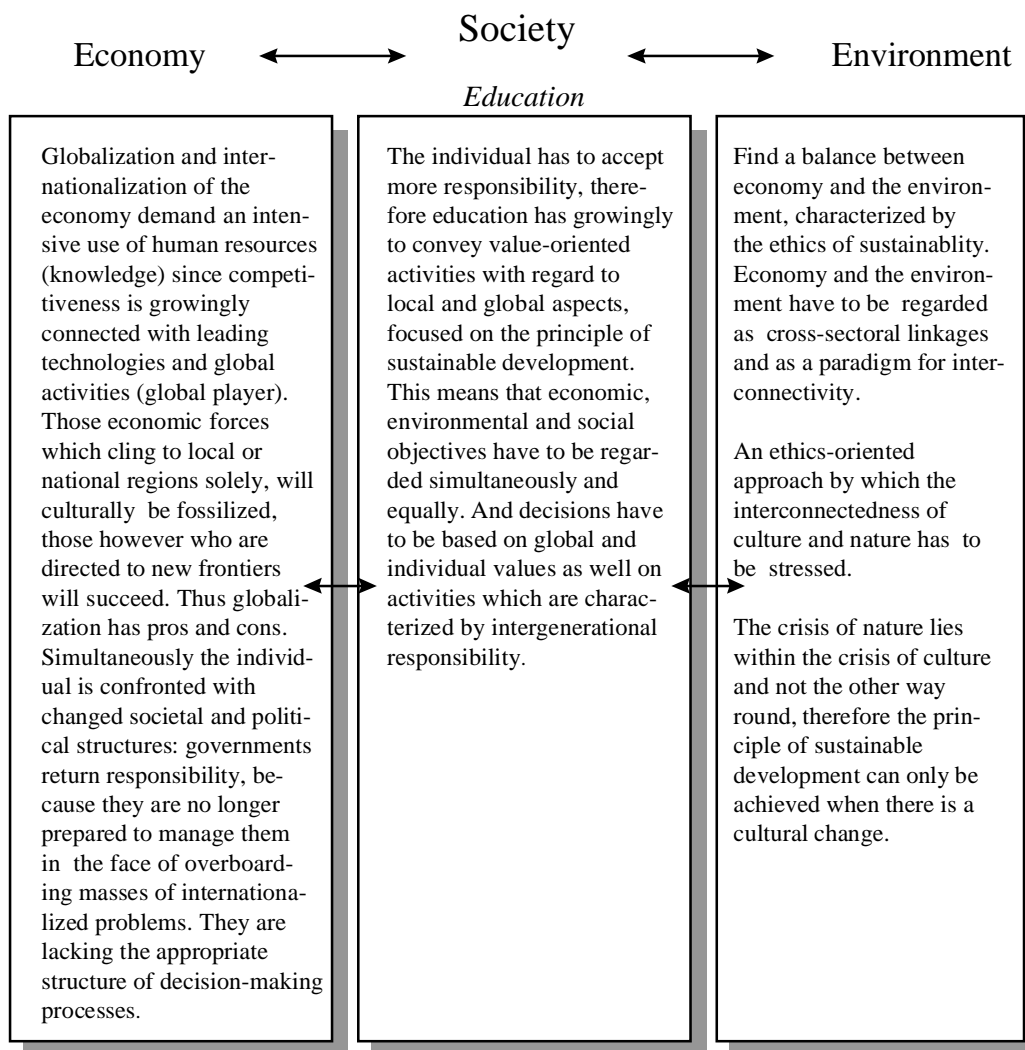 Society
Economy
Environment
Education
Globalization and inter-
nationalization of the
economy demand an inten-
sive use of human resources
(knowledge) since competi-
tiveness is growingly
connected with leading
technologies and global
activities (global player).
Those economic forces
which cling to local or
national regions solely, will
culturally be fossilized,
those however who are
directed to new frontiers
will succeed. Thus globali-
zation has pros and cons.
Simultaneously the individ-
ual is confronted with
changed societal and politi-
cal structures: governments
return responsibility, be-
cause they are no longer
prepared to manage them
in the face of overboard-
ing masses of internationa-
lized problems. They are
lacking the appropriate
structure of decision-making
processes.
The individual has to accept
more responsibility, there-
fore education has growingly
to convey value-oriented
activities with regard to
local and global aspects,
focused on the principle of
sustainable development.
This means that economic,
environmental and social
objectives have to be regar-
ded simultaneously and
equally. And decisions have
to be based on global and
individual values as well on
activities which are charac-
terized by intergenerational
responsibility.
Find a balance between
economy and the environ-
ment, characterized by
the ethics of sustainablity.
Economy and the environ-
ment have to be regarded
as cross-sectoral linkages
and as a paradigm for inter-
connectivity.
An ethics-oriented
approach by which the
interconnectedness of
culture and nature has to
be stressed.
The crisis of nature lies
within the crisis of culture
and not the other way
round, therefore the prin-
ciple of sustainable
development can only be
achieved when there is a
cultural change.